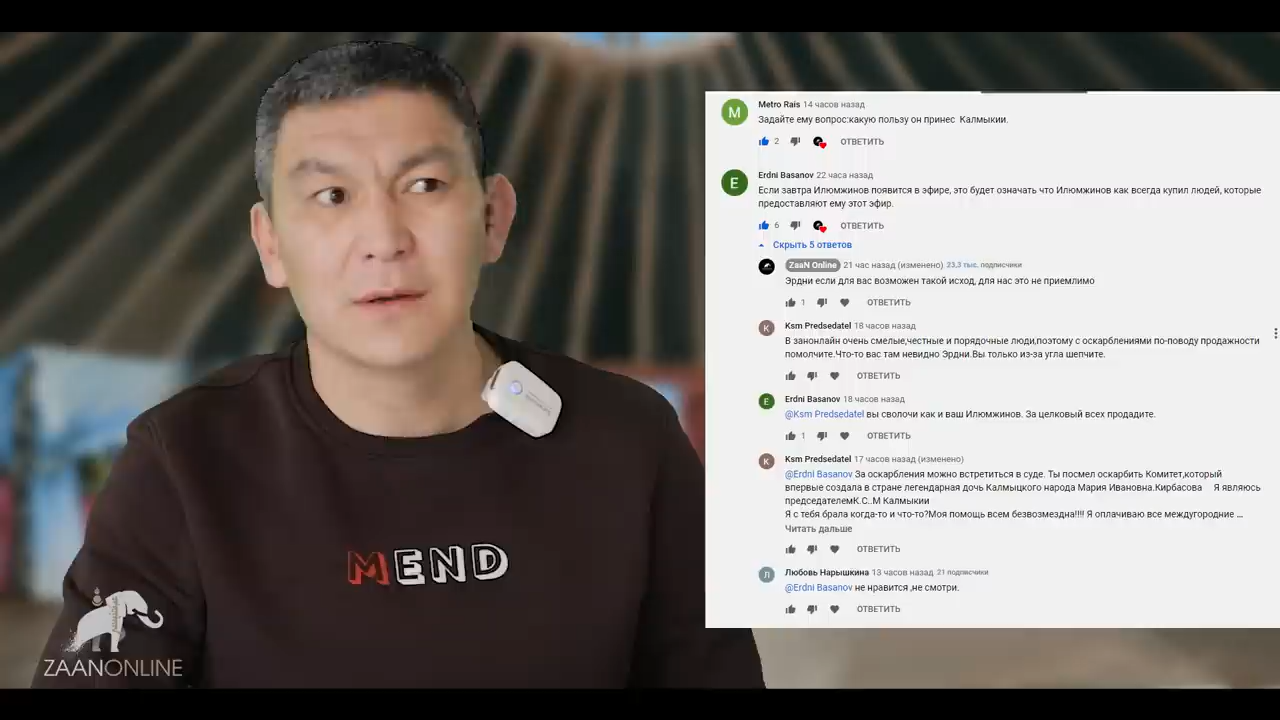 MEND
ZAANONLINE
M
Metro Rais 14 часов назад
Задайте ему вопрос:какую пользу он принес Калмыкии.
2 ОТВЕТИТЬ
E
Erdni Basanov 22 часа назад
Если завтра Илюмжинов появится в эфире, это будет означать что Илюмжинов как всегда купил людей, которые
предоставляют ему этот эфир.
6 ОТВЕТИТЬ
Скрыть 5 ответов
ZaaN Online 21 час назад (изменено) 23,3 тыс. подписчики
Эрдни если для вас возможен такой исход, для нас это не приемлимо
1 ОТВЕТИТЬ
K
Ksm Predsedatel 18 часов назад
В занонлайн очень смелые,честные и порядочные люди,поэтому с оскарблениями по-поводу продажности
помолчите.Что-то вас там невидно Эрдни.Вы только из-за угла шепчите.
ОТВЕТИТЬ
E
Erdni Basanov 18 часов назад
@Ksm Predsedatel вы сволочи как и ваш Илюмжинов. За целковый всех продадите.
1 ОТВЕТИТЬ
K
Ksm Predsedatel 17 часов назад (изменено)
@Erdni Basanov За оскарбления можно встретиться в суде. Ты посмел оскарбить Комитет,который
впервые создала в стране легендарная дочь Калмыцкого народа Мария Ивановна.Кирбасова Я являюсь
председателемК.С..М Калмыкии
Я с тебя брала когда-то и что-то?Моя помощь всем безвозмездна!!!! Я оплачиваю все междугородние ...
Читать дальше
ОТВЕТИТЬ
Л
Любовь Нарышкина 13 часов назад 21 подписчики
@Erdni Basanov не нравится ,не смотри.
ОТВЕТИТЬ